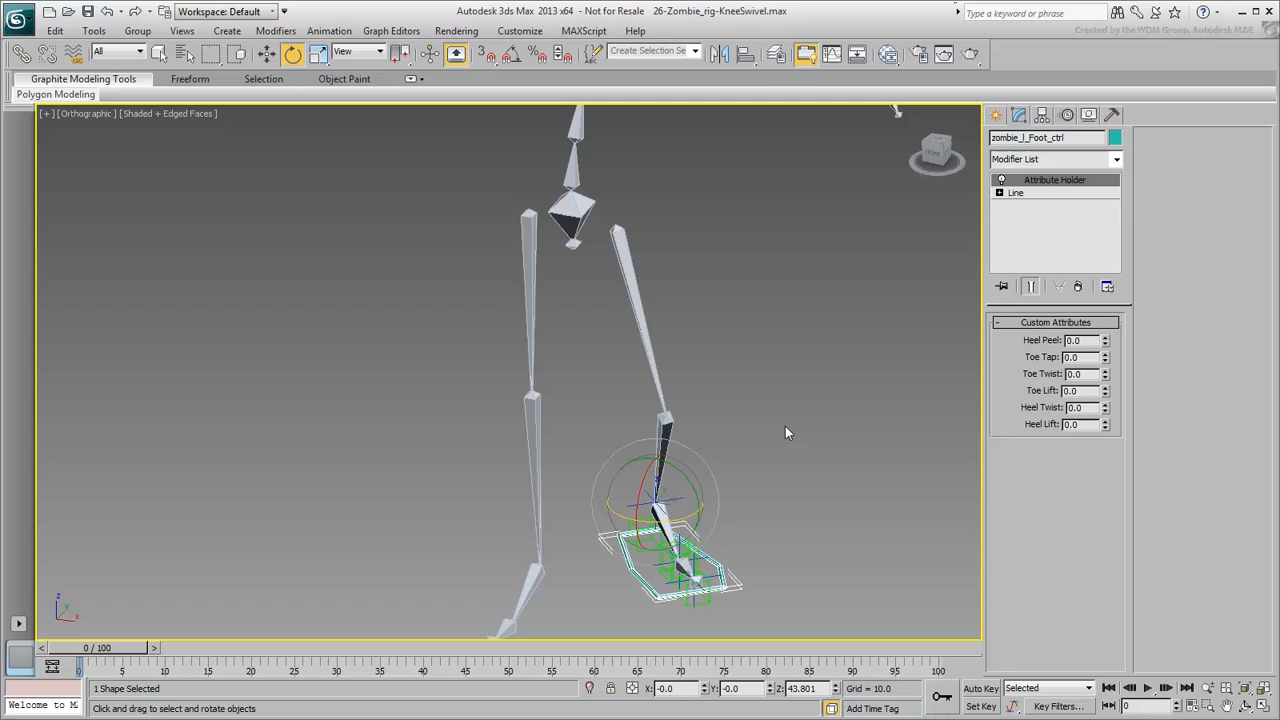 Workspace: Default
Autodesk 3ds Max 2013 x64 - Not for Resale 26-Zombie_rig-KneeSwivel.max
Type a keyword or phrase
Created by the WDM Group, Autodesk M&E
Edit Tools Group Views Create Modifiers Animation Graph Editors Rendering Customize MAXScript Help
All
View
Create Selection Se
Graphite Modeling Tools Freeform Selection Object Paint
Polygon Modeling
[+] [Orthographic] [Shaded + Edged Faces]
zombie_l_Foot_ctrl
Modifier List
Attribute Holder
Line
Custom Attributes
Heel Peel: 0.0
Toe Tap: 0.0
Toe Twist: 0.0
Toe Lift: 0.0
Heel Twist: 0.0
Heel Lift: 0.0
z
y
x
0 / 100
0 5 10 15 20 25 30 35 40 45 50 55 60 65 70 75 80 85 90 95 100
1 Shape Selected
X: -0.0 Y: -0.0 Z: 43.801 Grid = 10.0
Auto Key Selected
Welcome to M
Click and drag to select and rotate objects
Add Time Tag
Set Key Key Filters... 0